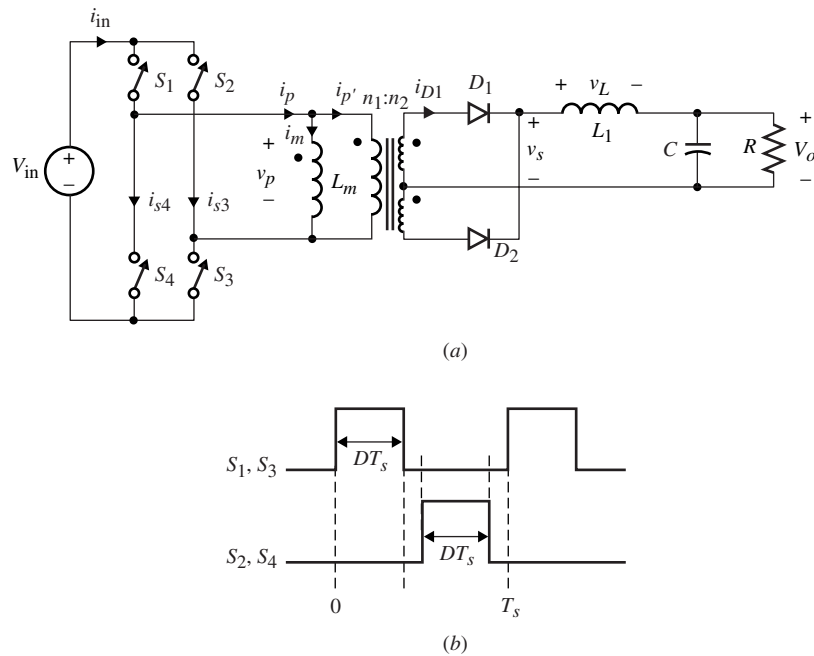 i_in
S_1
S_2
i_p
i_p'
n_1:n_2
i_D1
D_1
+ v_L −
L_1
V_in
+
−
i_s4
i_s3
+
v_p
−
i_m
L_m
+
v_s
−
C
R
+
V_o
−
S_4
S_3
D_2
(a)
S_1, S_3
DT_s
S_2, S_4
DT_s
0
T_s
(b)